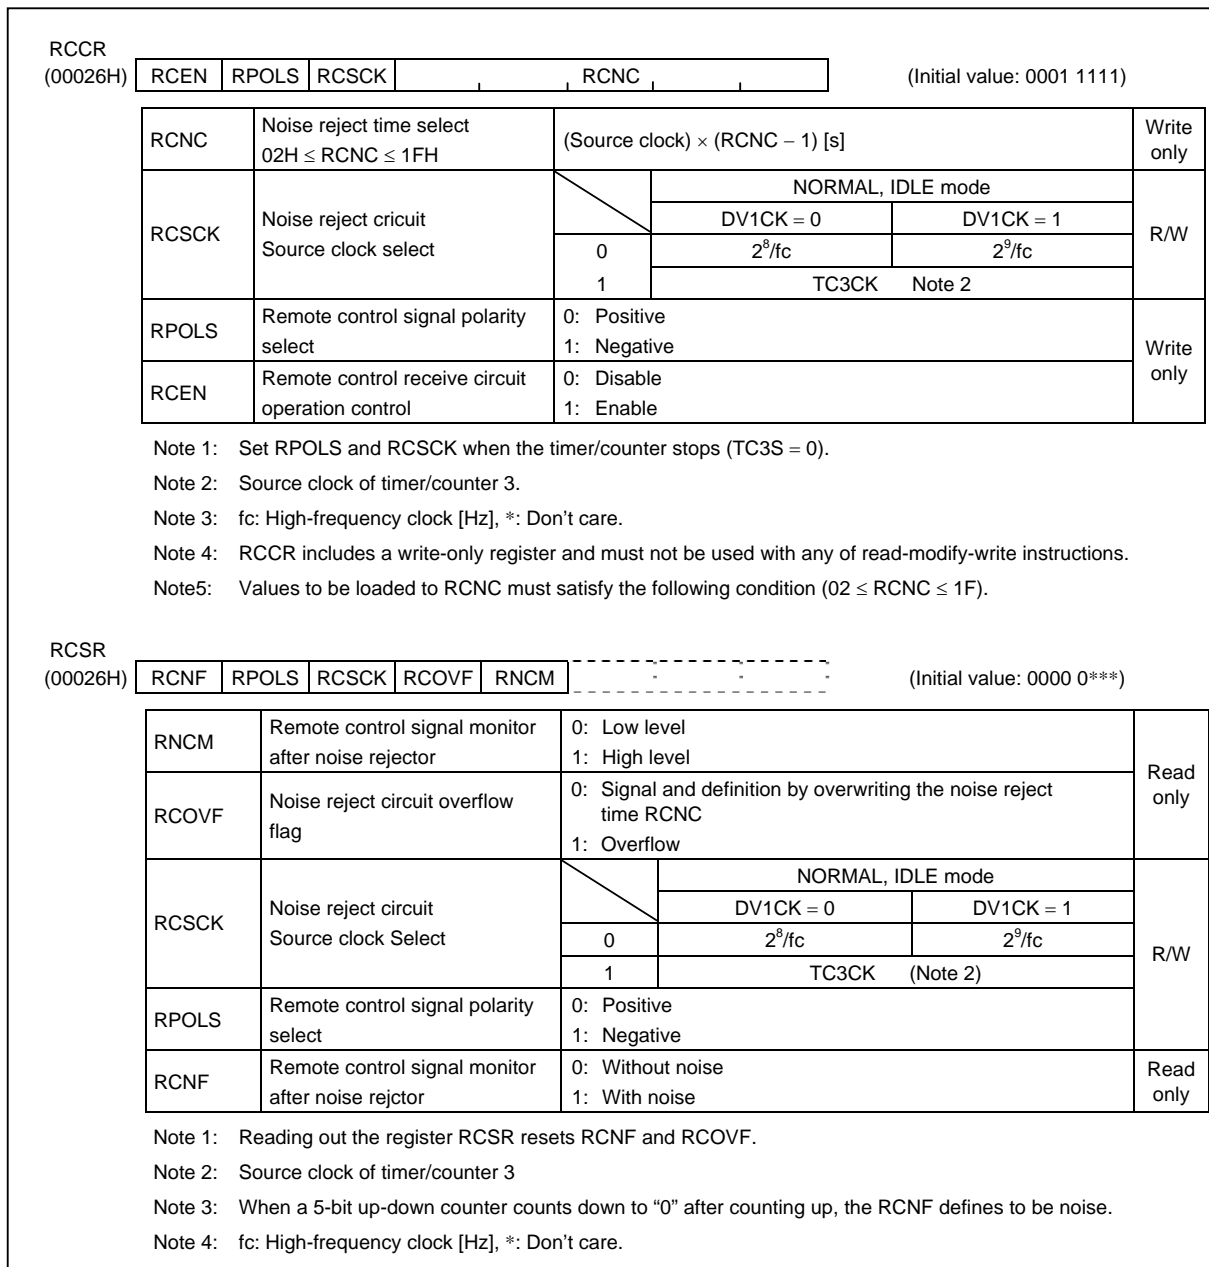 RCCR
(00026H) RCEN RPOLS RCSCK RCNC (Initial value: 0001 1111)
RCNC Noise reject time select
02H ≤ RCNC ≤ 1FH
(Source clock) × (RCNC − 1) [s]
Write only
RCSCK Noise reject cricuit
Source clock select
NORMAL, IDLE mode
DV1CK = 0 DV1CK = 1
0 2^8/fc 2^9/fc
1 TC3CK Note 2
R/W
RPOLS Remote control signal polarity
select
0: Positive
1: Negative
RCEN Remote control receive circuit
operation control
0: Disable
1: Enable
Write
only
Note 1: Set RPOLS and RCSCK when the timer/counter stops (TC3S = 0).
Note 2: Source clock of timer/counter 3.
Note 3: fc: High-frequency clock [Hz], *: Don't care.
Note 4: RCCR includes a write-only register and must not be used with any of read-modify-write instructions.
Note5: Values to be loaded to RCNC must satisfy the following condition (02 ≤ RCNC ≤ 1F).
RCSR
(00026H) RCNF RPOLS RCSCK RCOVF RNCM (Initial value: 0000 0***)
RNCM Remote control signal monitor
after noise rejector
0: Low level
1: High level
RCOVF Noise reject circuit overflow
flag
0: Signal and definition by overwriting the noise reject
time RCNC
1: Overflow
Read
only
RCSCK Noise reject circuit
Source clock Select
NORMAL, IDLE mode
DV1CK = 0 DV1CK = 1
0 2^8/fc 2^9/fc
1 TC3CK (Note 2)
RPOLS Remote control signal polarity
select
0: Positive
1: Negative
R/W
RCNF Remote control signal monitor
after noise rejctor
0: Without noise
1: With noise
Read
only
Note 1: Reading out the register RCSR resets RCNF and RCOVF.
Note 2: Source clock of timer/counter 3
Note 3: When a 5-bit up-down counter counts down to “0” after counting up, the RCNF defines to be noise.
Note 4: fc: High-frequency clock [Hz], *: Don't care.